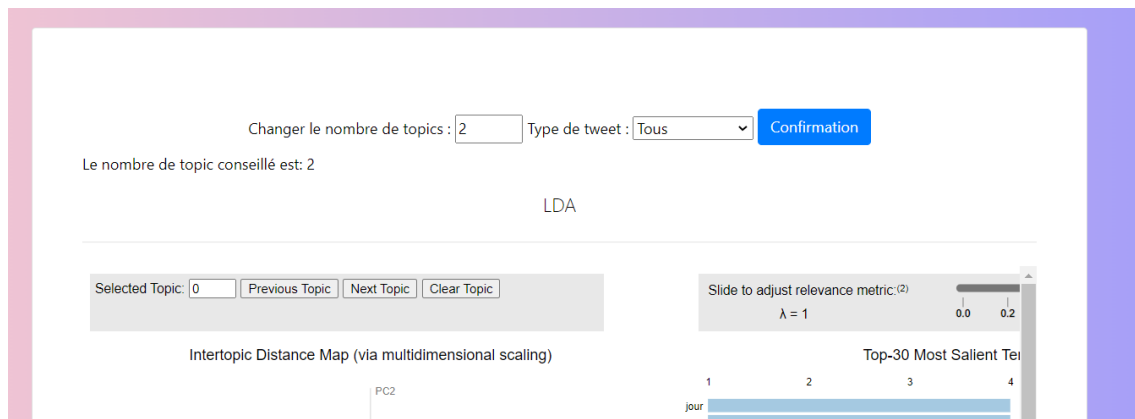 Changer le nombre de topics : 2 Type de tweet : Tous Confirmation
Le nombre de topic conseillé est: 2
LDA
Selected Topic: 0 Previous Topic Next Topic Clear Topic
Slide to adjust relevance metric:(2)
λ = 1
0.0 0.2
Intertopic Distance Map (via multidimensional scaling)
PC2
Top-30 Most Salient Ter
1 2 3 4
jour